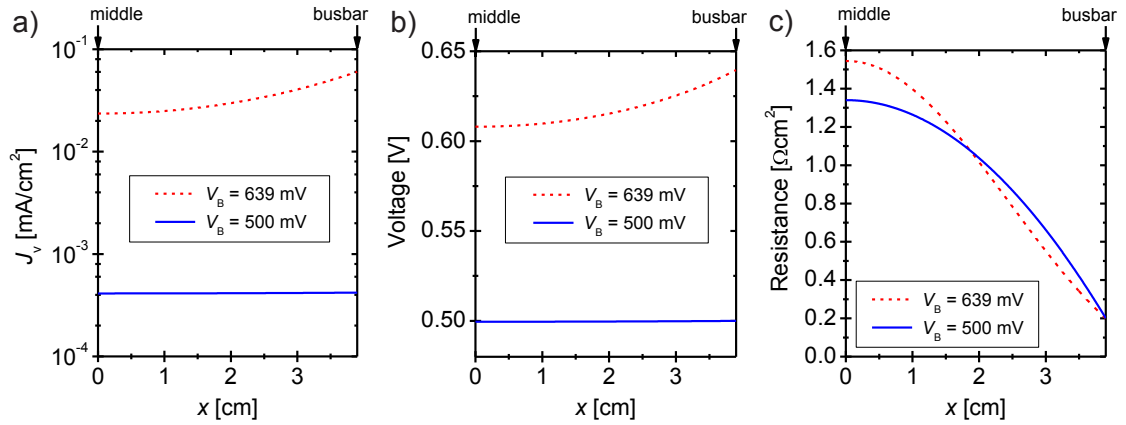 a)
middle
busbar
10⁻¹
10⁻²
10⁻³
10⁻⁴
J_v [mA/cm²]
V_B = 639 mV
V_B = 500 mV
0 1 2 3
x [cm]
b)
middle
busbar
0.65
0.60
0.55
0.50
Voltage [V]
V_B = 639 mV
V_B = 500 mV
0 1 2 3
x [cm]
c)
middle
busbar
1.6
1.4
1.2
1.0
0.8
0.6
0.4
0.2
0.0
Resistance [Ωcm²]
V_B = 639 mV
V_B = 500 mV
0 1 2 3
x [cm]